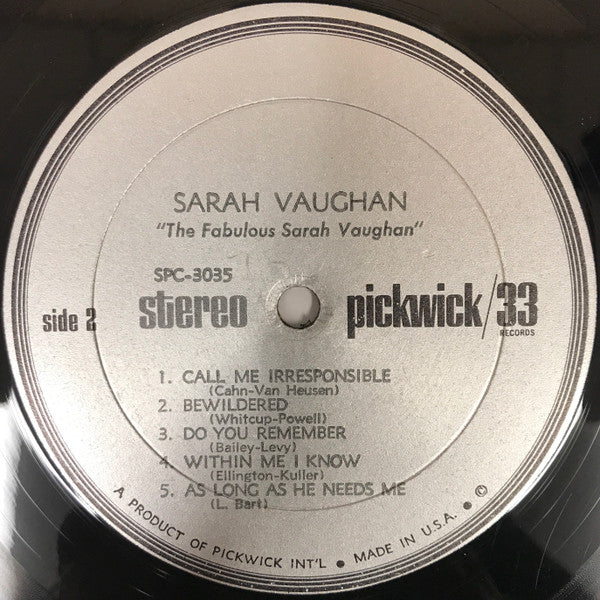 SARAH VAUGHAN
"The Fabulous Sarah Vaughan"
SPC-3035
side 2 stereo pickwick/33
RECORDS
1. CALL ME IRRESPONSIBLE
(Cahn-Van Heusen)
2. BEWILDERED
(Whitcup-Powell)
3. DO YOU REMEMBER
(Bailey-Levy)
4. WITHIN ME I KNOW
(Ellington-Kuller)
5. AS LONG AS HE NEEDS ME
(L. Bart)
A PRODUCT OF PICKWICK INT'L ● MADE IN U.S.A. ● ©